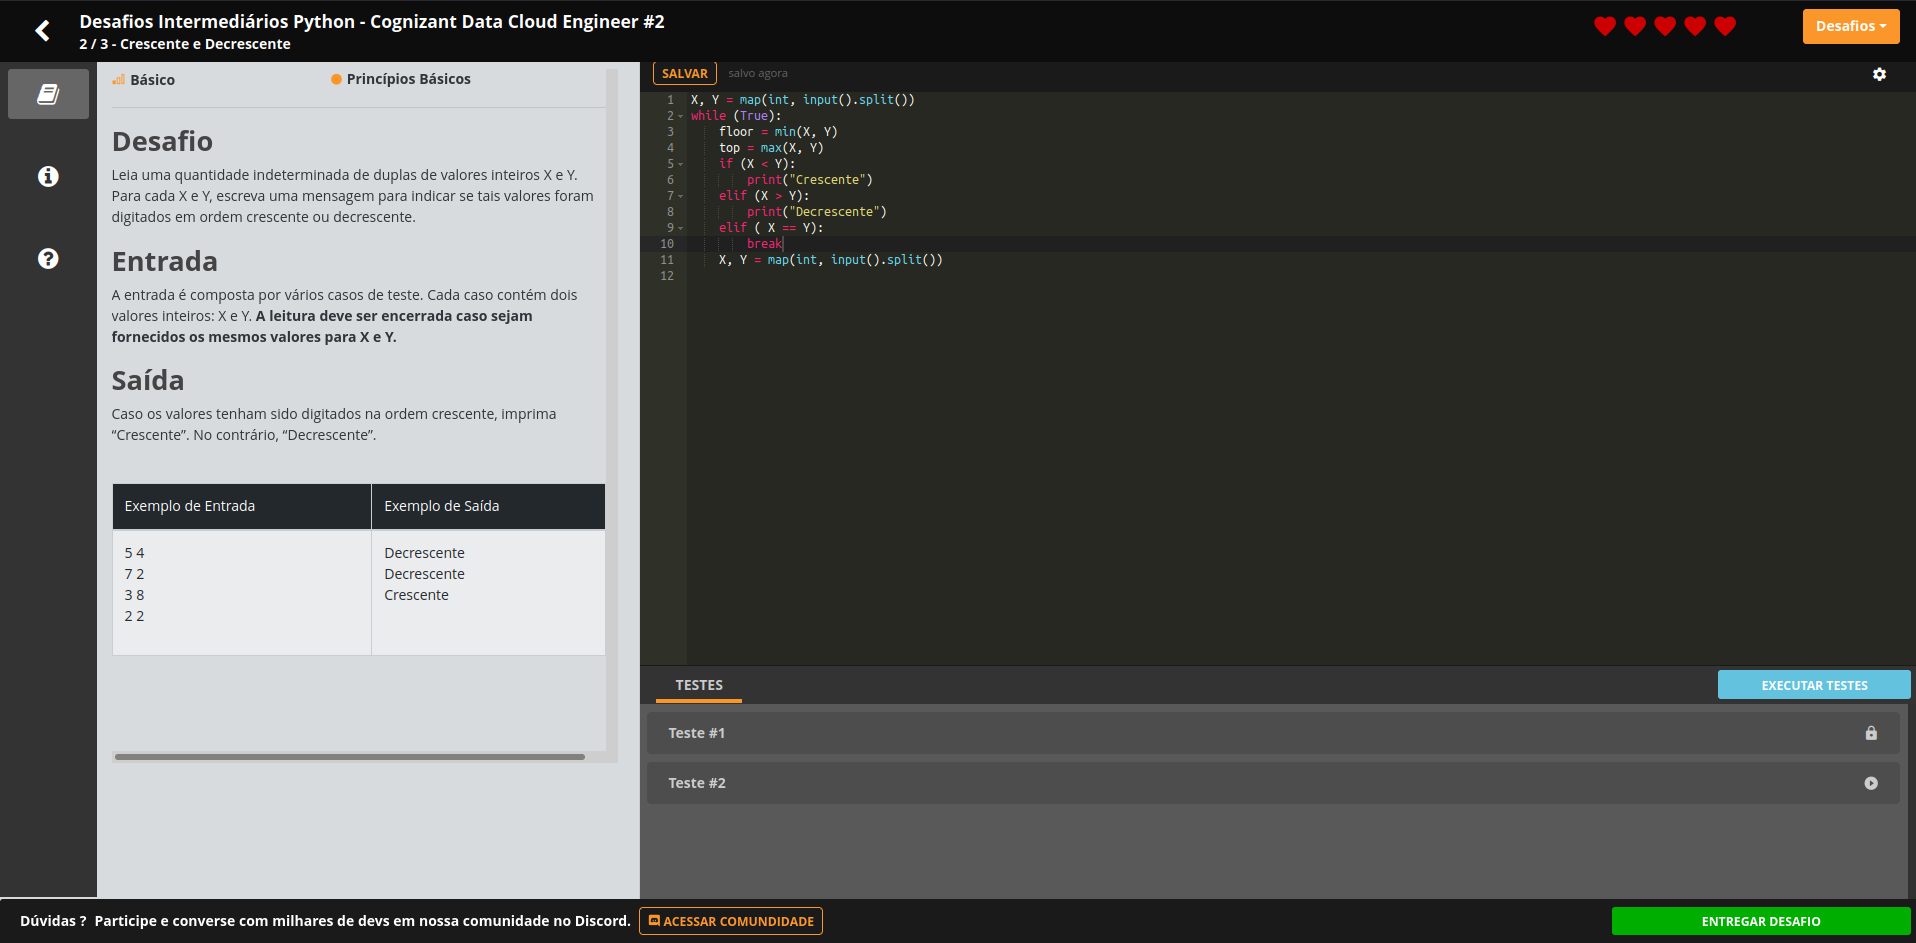 Desafios Intermediários Python - Cognizant Data Cloud Engineer #2
2 / 3 - Crescente e Decrescente
Desafios
Básico
Princípios Básicos
Desafio
Leia uma quantidade indeterminada de duplas de valores inteiros X e Y.
Para cada X e Y, escreva uma mensagem para indicar se tais valores foram
digitados em ordem crescente ou decrescente.
Entrada
A entrada é composta por vários casos de teste. Cada caso contém dois
valores inteiros: X e Y. A leitura deve ser encerrada caso sejam
fornecidos os mesmos valores para X e Y.
Saída
Caso os valores tenham sido digitados na ordem crescente, imprima
“Crescente”. No contrário, “Decrescente”.
Exemplo de Entrada
Exemplo de Saída
5 4
7 2
3 8
2 2
Decrescente
Decrescente
Crescente
SALVAR
salvo agora
1 X, Y = map(int, input().split())
2 while (True):
3     floor = min(X, Y)
4     top = max(X, Y)
5     if (X < Y):
6         print("Crescente")
7     elif (X > Y):
8         print("Decrescente")
9     elif ( X == Y):
10         break
11     X, Y = map(int, input().split())
12
TESTES
EXECUTAR TESTES
Teste #1
Teste #2
Dúvidas ? Participe e converse com milhares de devs em nossa comunidade no Discord.
ACESSAR COMUNDIDADE
ENTREGAR DESAFIO